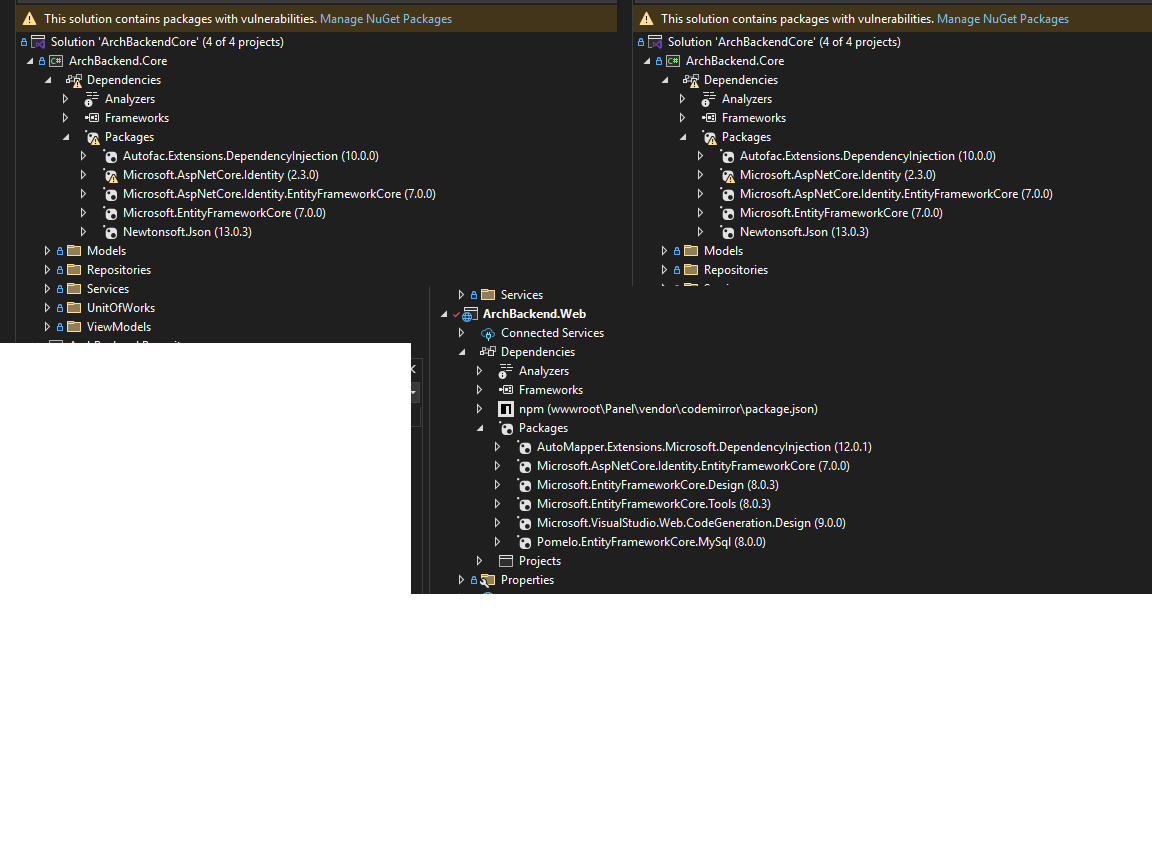 This solution contains packages with vulnerabilities. Manage NuGet Packages
Solution 'ArchBackendCore' (4 of 4 projects)
C# ArchBackend.Core
Dependencies
Analyzers
Frameworks
Packages
Autofac.Extensions.DependencyInjection (10.0.0)
Microsoft.AspNetCore.Identity (2.3.0)
Microsoft.AspNetCore.Identity.EntityFrameworkCore (7.0.0)
Microsoft.EntityFrameworkCore (7.0.0)
Newtonsoft.Json (13.0.3)
Models
Repositories
Services
UnitOfWorks
ViewModels
This solution contains packages with vulnerabilities. Manage NuGet Packages
Solution 'ArchBackendCore' (4 of 4 projects)
C# ArchBackend.Core
Dependencies
Analyzers
Frameworks
Packages
Autofac.Extensions.DependencyInjection (10.0.0)
Microsoft.AspNetCore.Identity (2.3.0)
Microsoft.AspNetCore.Identity.EntityFrameworkCore (7.0.0)
Microsoft.EntityFrameworkCore (7.0.0)
Newtonsoft.Json (13.0.3)
Models
Repositories
Services
ArchBackend.Web
Connected Services
Dependencies
Analyzers
Frameworks
npm (wwwroot\Panel\vendor\codemirror\package.json)
Packages
AutoMapper.Extensions.Microsoft.DependencyInjection (12.0.1)
Microsoft.AspNetCore.Identity.EntityFrameworkCore (7.0.0)
Microsoft.EntityFrameworkCore.Design (8.0.3)
Microsoft.EntityFrameworkCore.Tools (8.0.3)
Microsoft.VisualStudio.Web.CodeGeneration.Design (9.0.0)
Pomelo.EntityFrameworkCore.MySql (8.0.0)
Projects
Properties